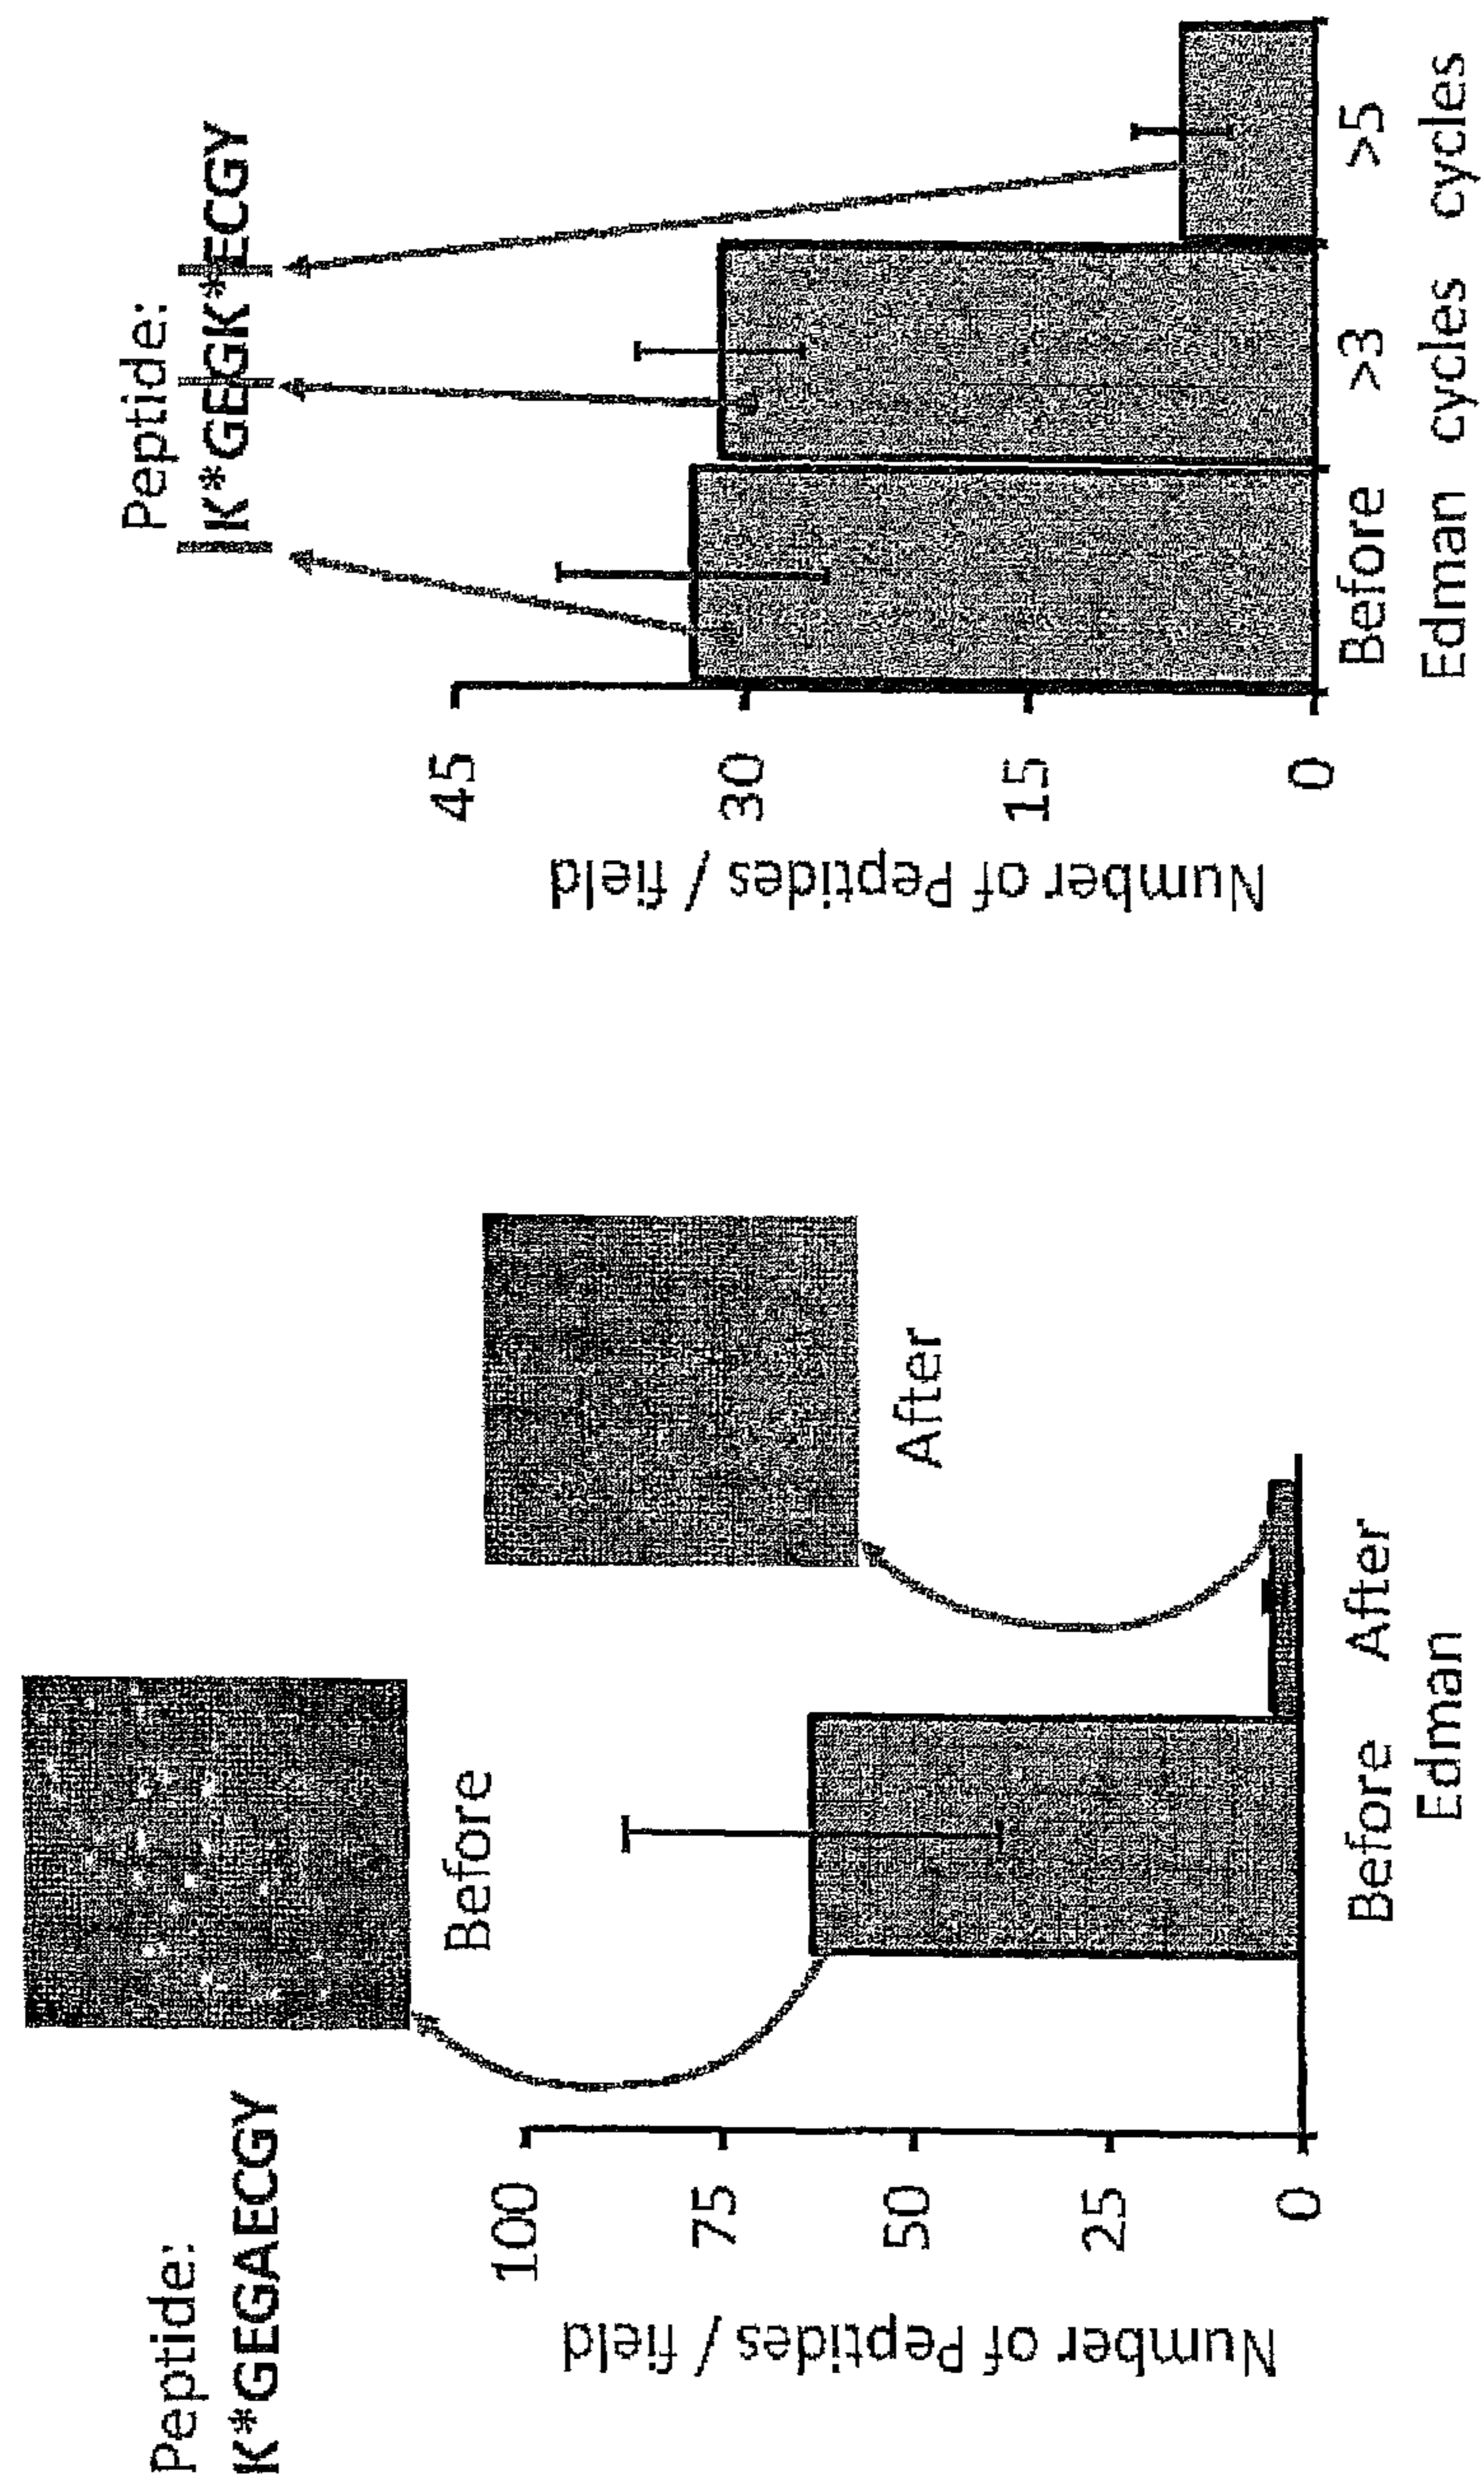 Peptide:
K*GEGAECGY
Before
After
Number of Peptides / field
100
75
50
25
0
Before After
Edman
Peptide:
K*GEGK*ECGY
Number of Peptides / field
45
30
15
0
Before >3 >5
Edman cycles cycles